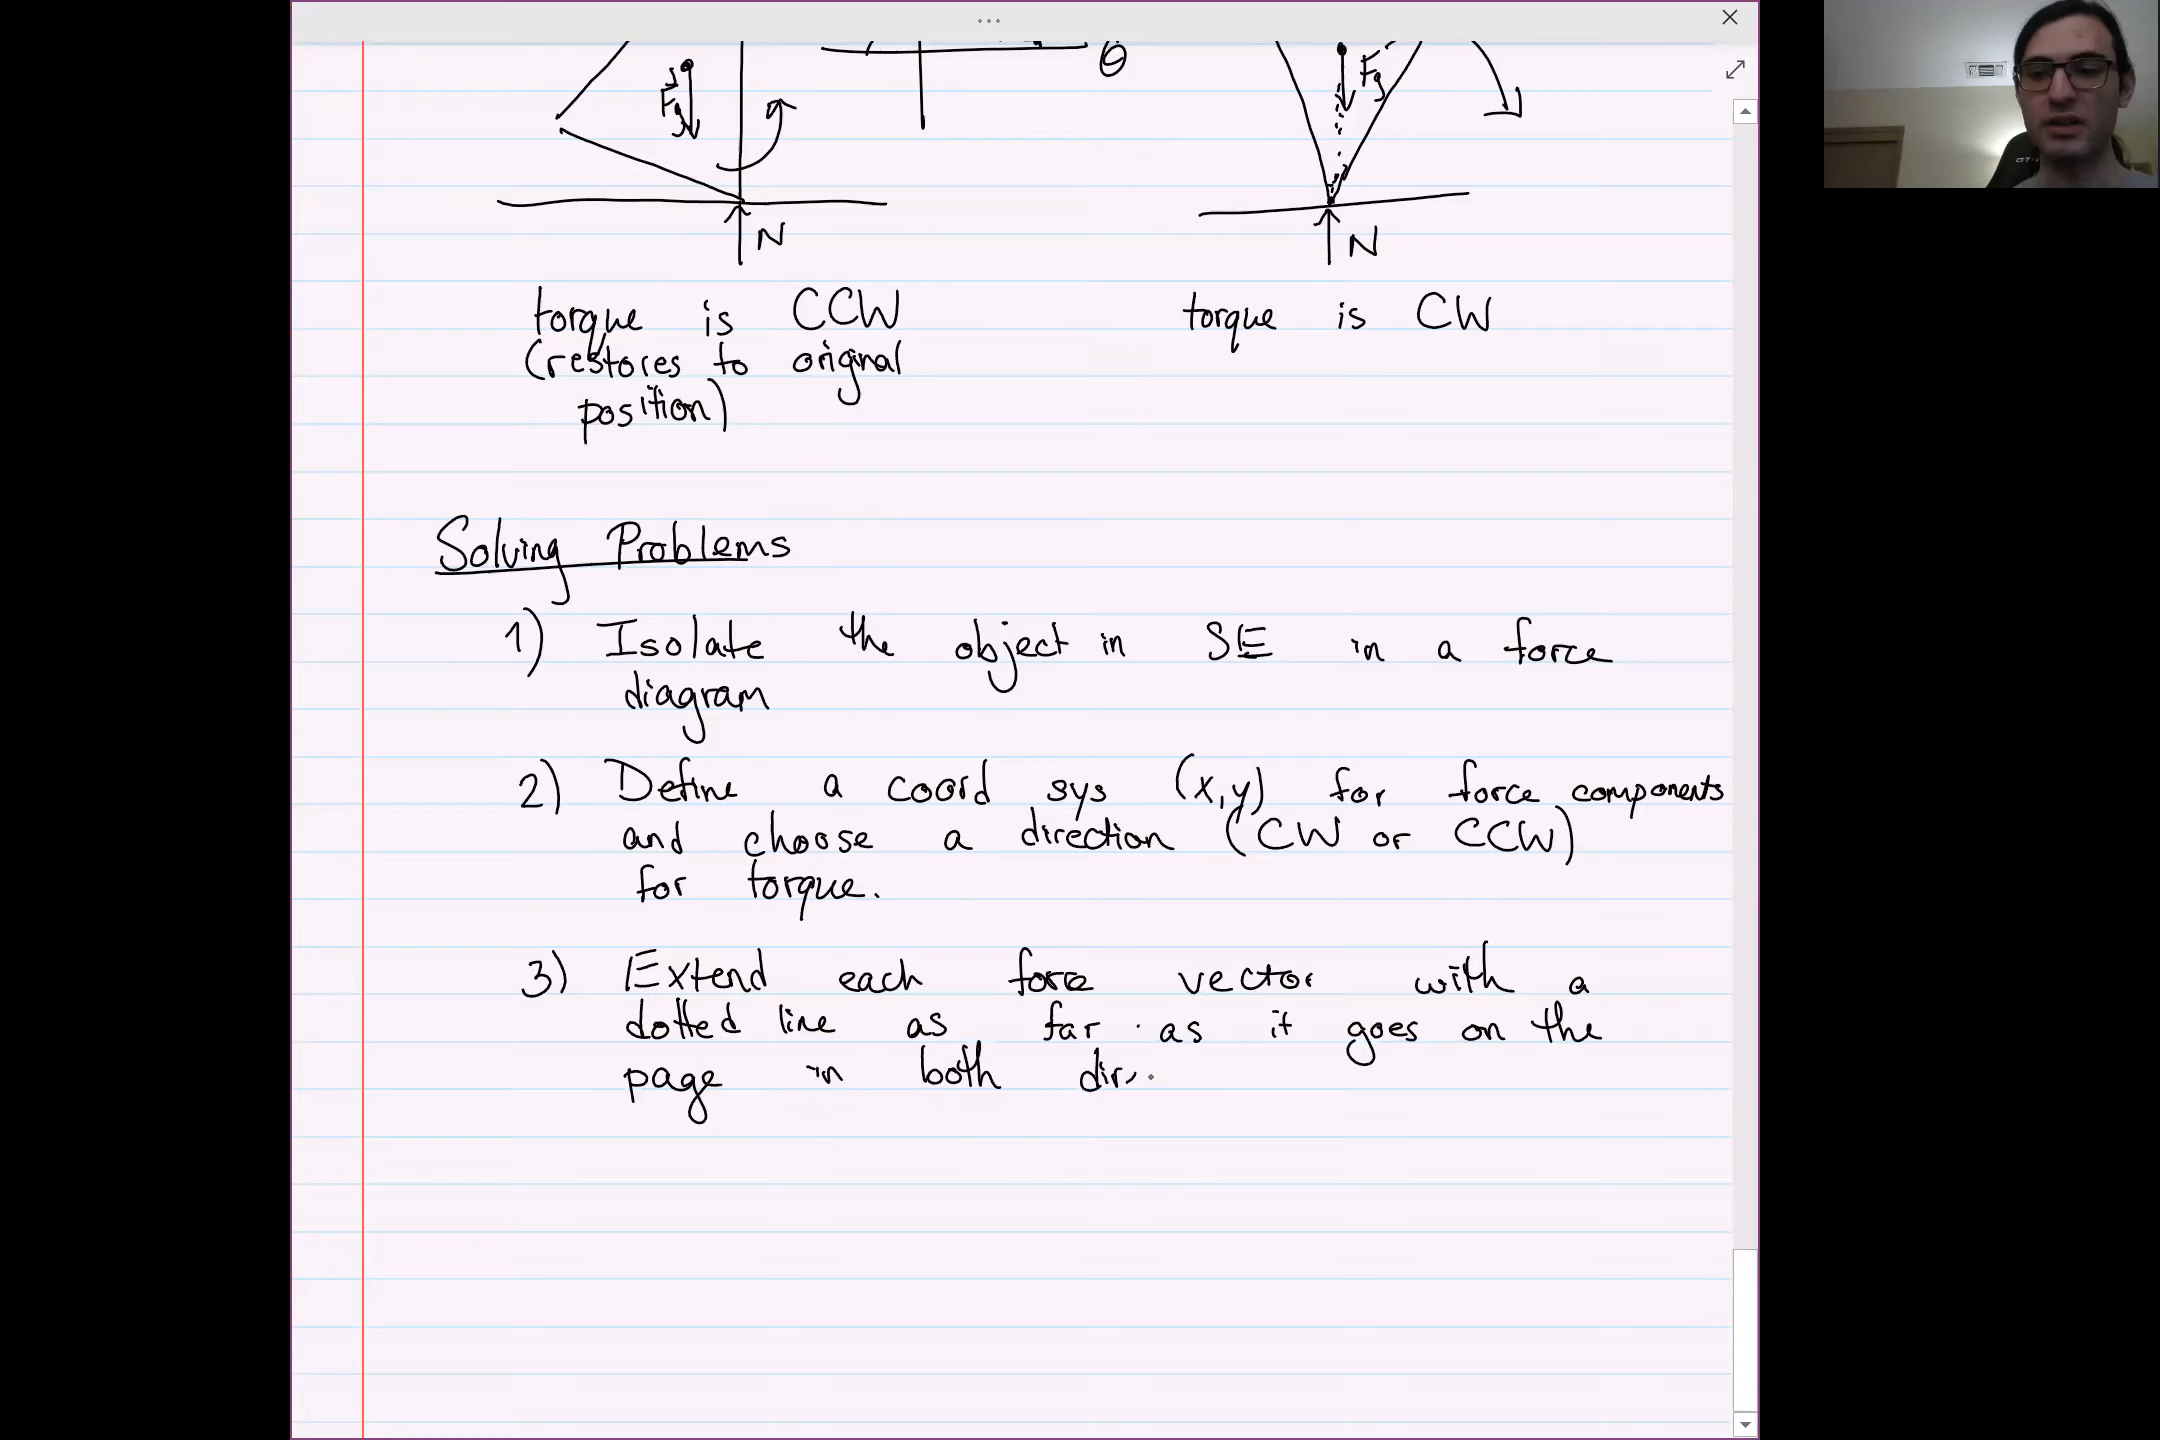 θ
Fg
Fg
N
N
torque is CCW
(restores to original
position)
torque is CW
Solving Problems
1) Isolate the object in SE in a force
diagram
2) Define a coord sys (x,y) for force components
and choose a direction (CW or CCW)
for torque.
3) Extend each force vector with a
dotted line as far as it goes on the
page in both dir.